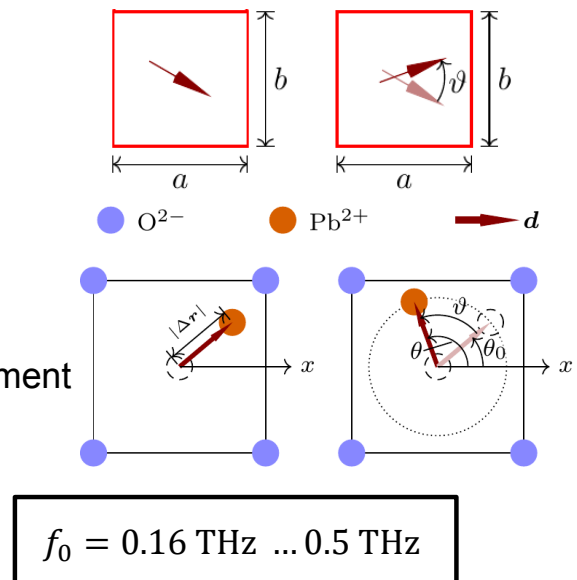 b
ϑ
b
a
a
O²⁻
Pb²⁺
d
|Δr|
x
ϑ
θ
θ₀
x
ment
f₀ = 0.16 THz … 0.5 THz